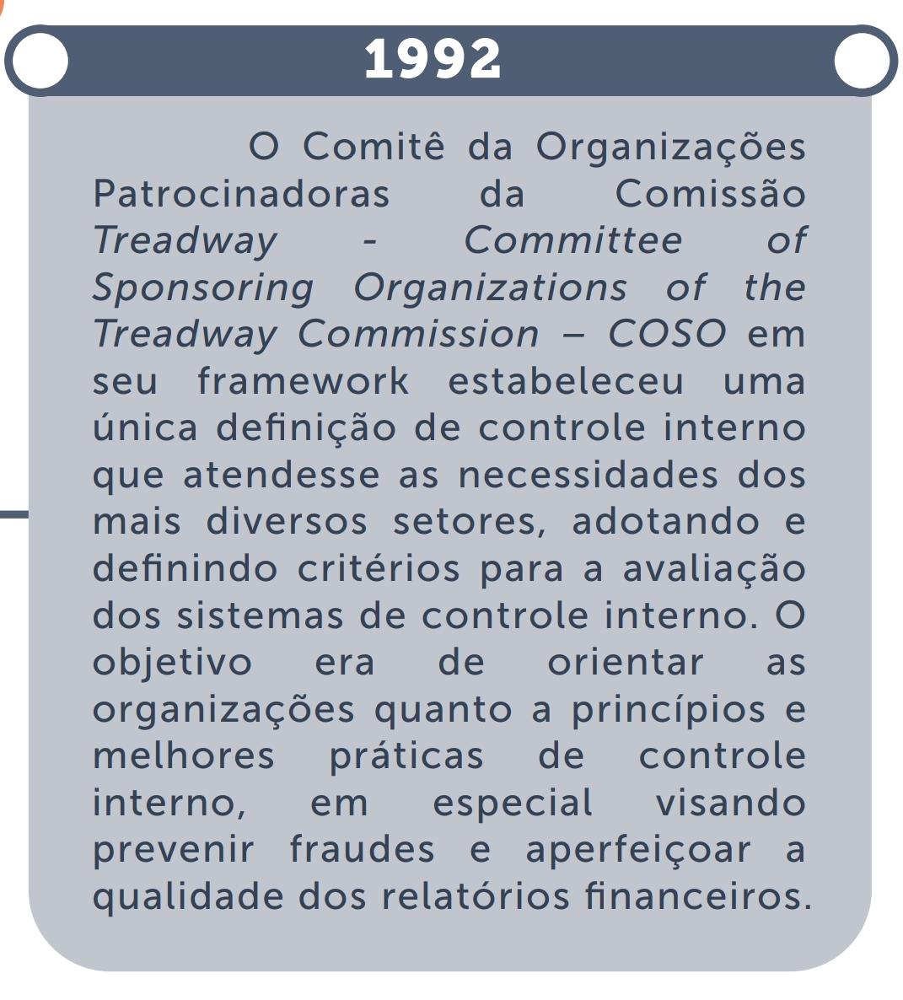 1992
O Comitê da Organizações
Patrocinadoras da Comissão
Treadway - Committee of
Sponsoring Organizations of the
Treadway Commission – COSO em
seu framework estabeleceu uma
única definição de controle interno
que atendesse as necessidades dos
mais diversos setores, adotando e
definindo critérios para a avaliação
dos sistemas de controle interno. O
objetivo era de orientar as
organizações quanto a princípios e
melhores práticas de controle
interno, em especial visando
prevenir fraudes e aperfeiçoar a
qualidade dos relatórios financeiros.